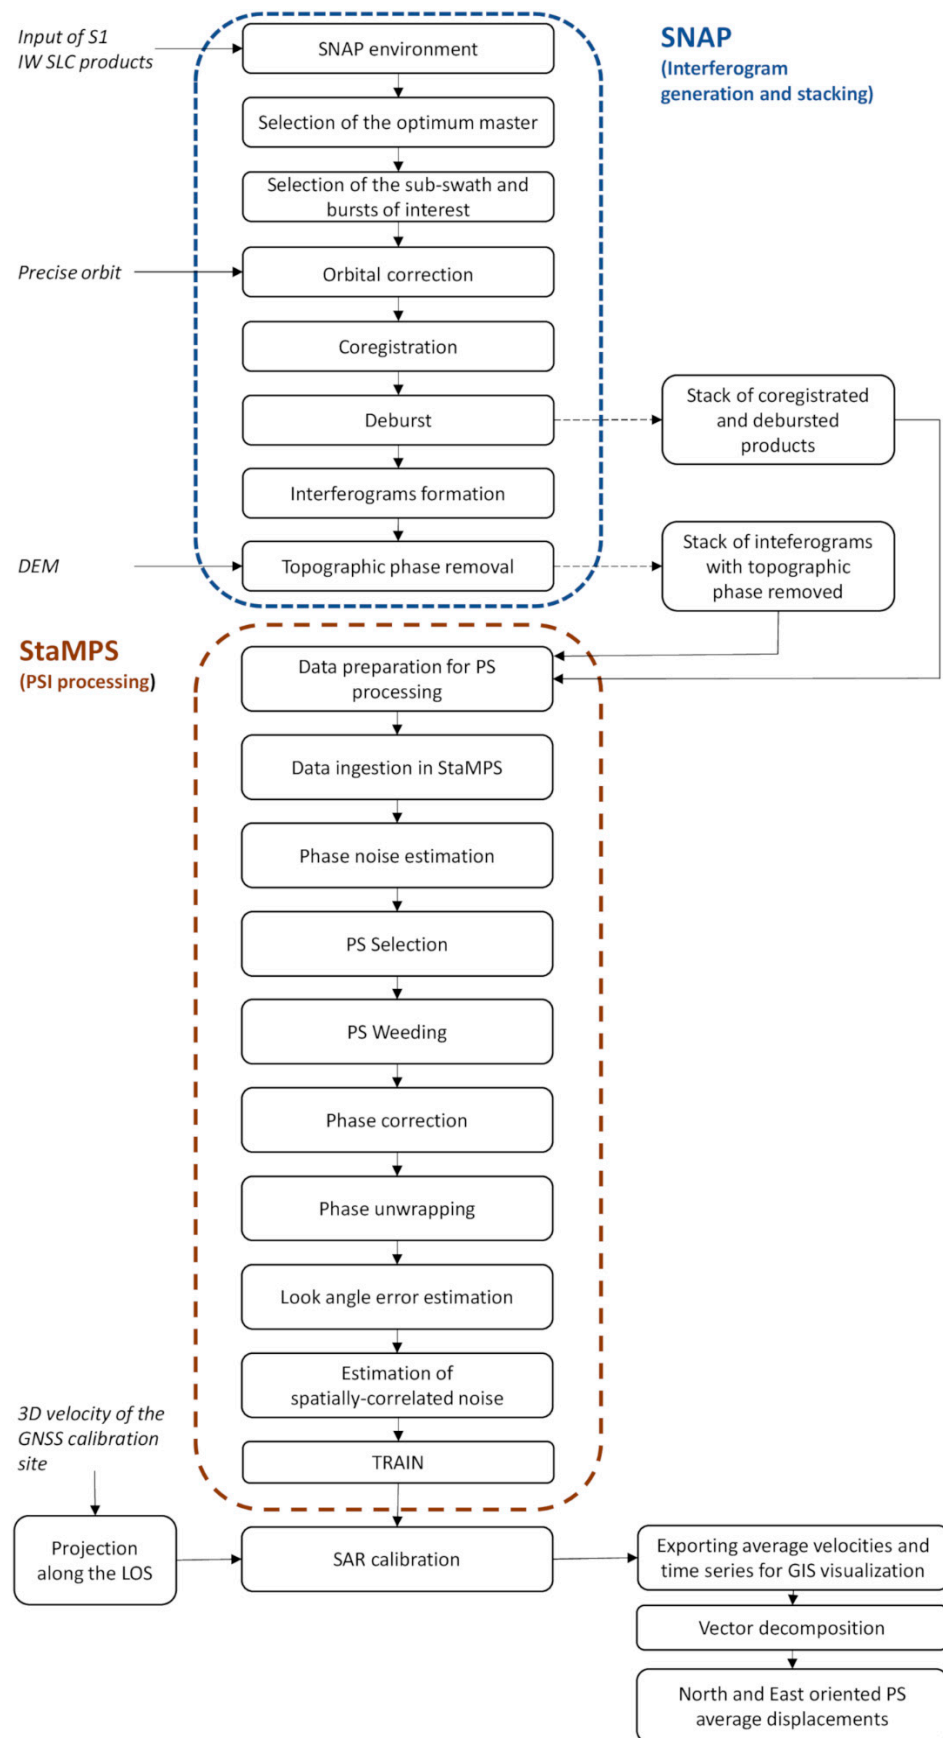 Input of S1
IW SLC products
SNAP environment
SNAP
(Interferogram
generation and stacking)
Selection of the optimum master
Selection of the sub-swath and
bursts of interest
Precise orbit
Orbital correction
Coregistration
Deburst
Stack of coregistrated
and debursted
products
Interferograms formation
DEM
Topographic phase removal
Stack of inteferograms
with topographic
phase removed
StaMPS
(PSI processing)
Data preparation for PS
processing
Data ingestion in StaMPS
Phase noise estimation
PS Selection
PS Weeding
Phase correction
Phase unwrapping
Look angle error estimation
Estimation of
spatially-correlated noise
3D velocity of the
GNSS calibration
site
TRAIN
Projection
along the LOS
SAR calibration
Exporting average velocities and
time series for GIS visualization
Vector decomposition
North and East oriented PS
average displacements